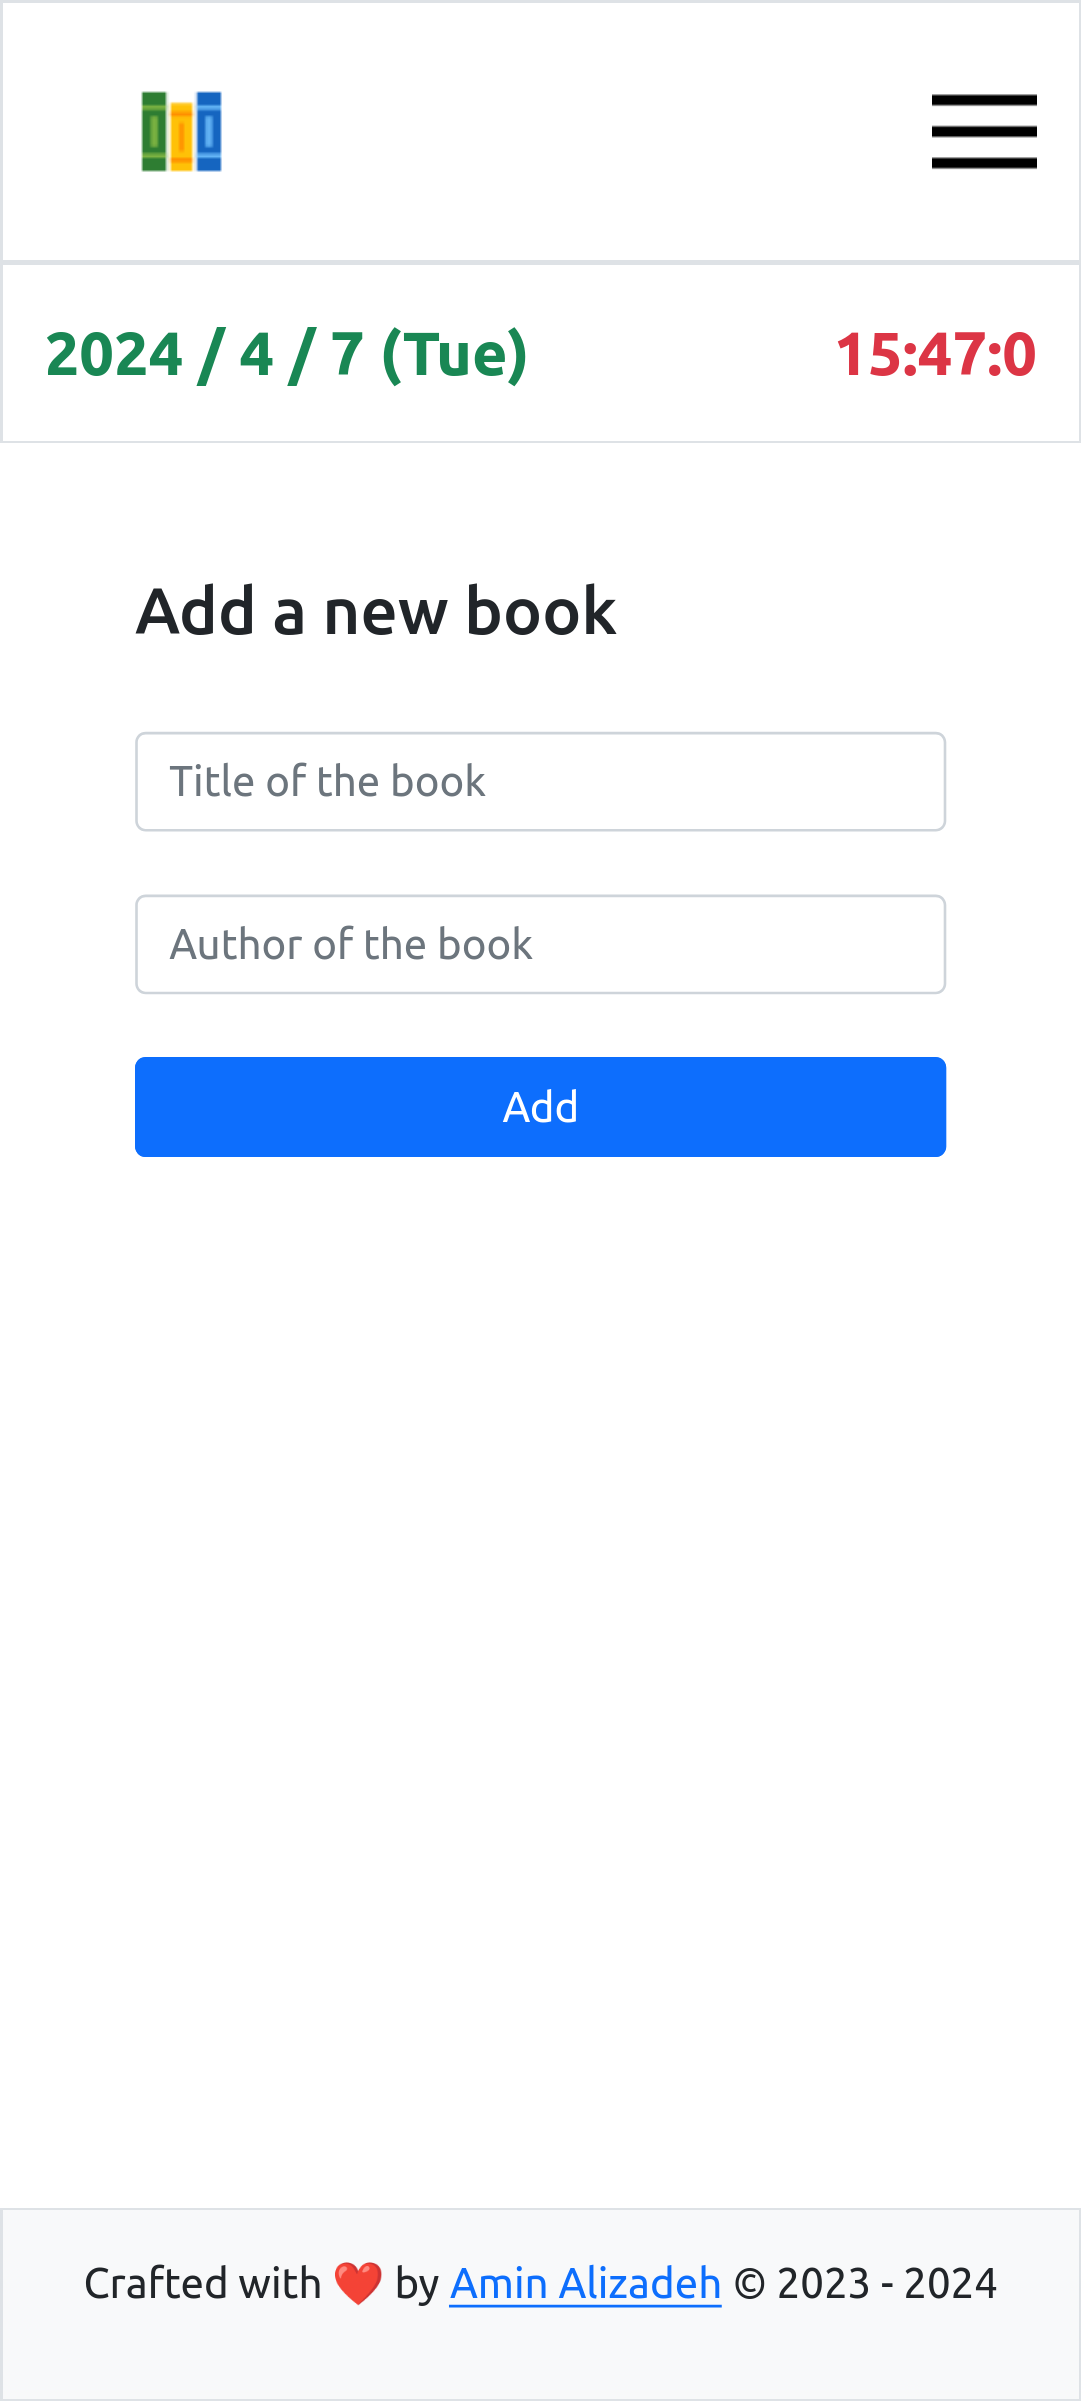 2024 / 4 / 7 (Tue) 15:47:0
Add a new book
Title of the book
Author of the book
Add
Crafted with ❤️ by Amin Alizadeh © 2023 - 2024